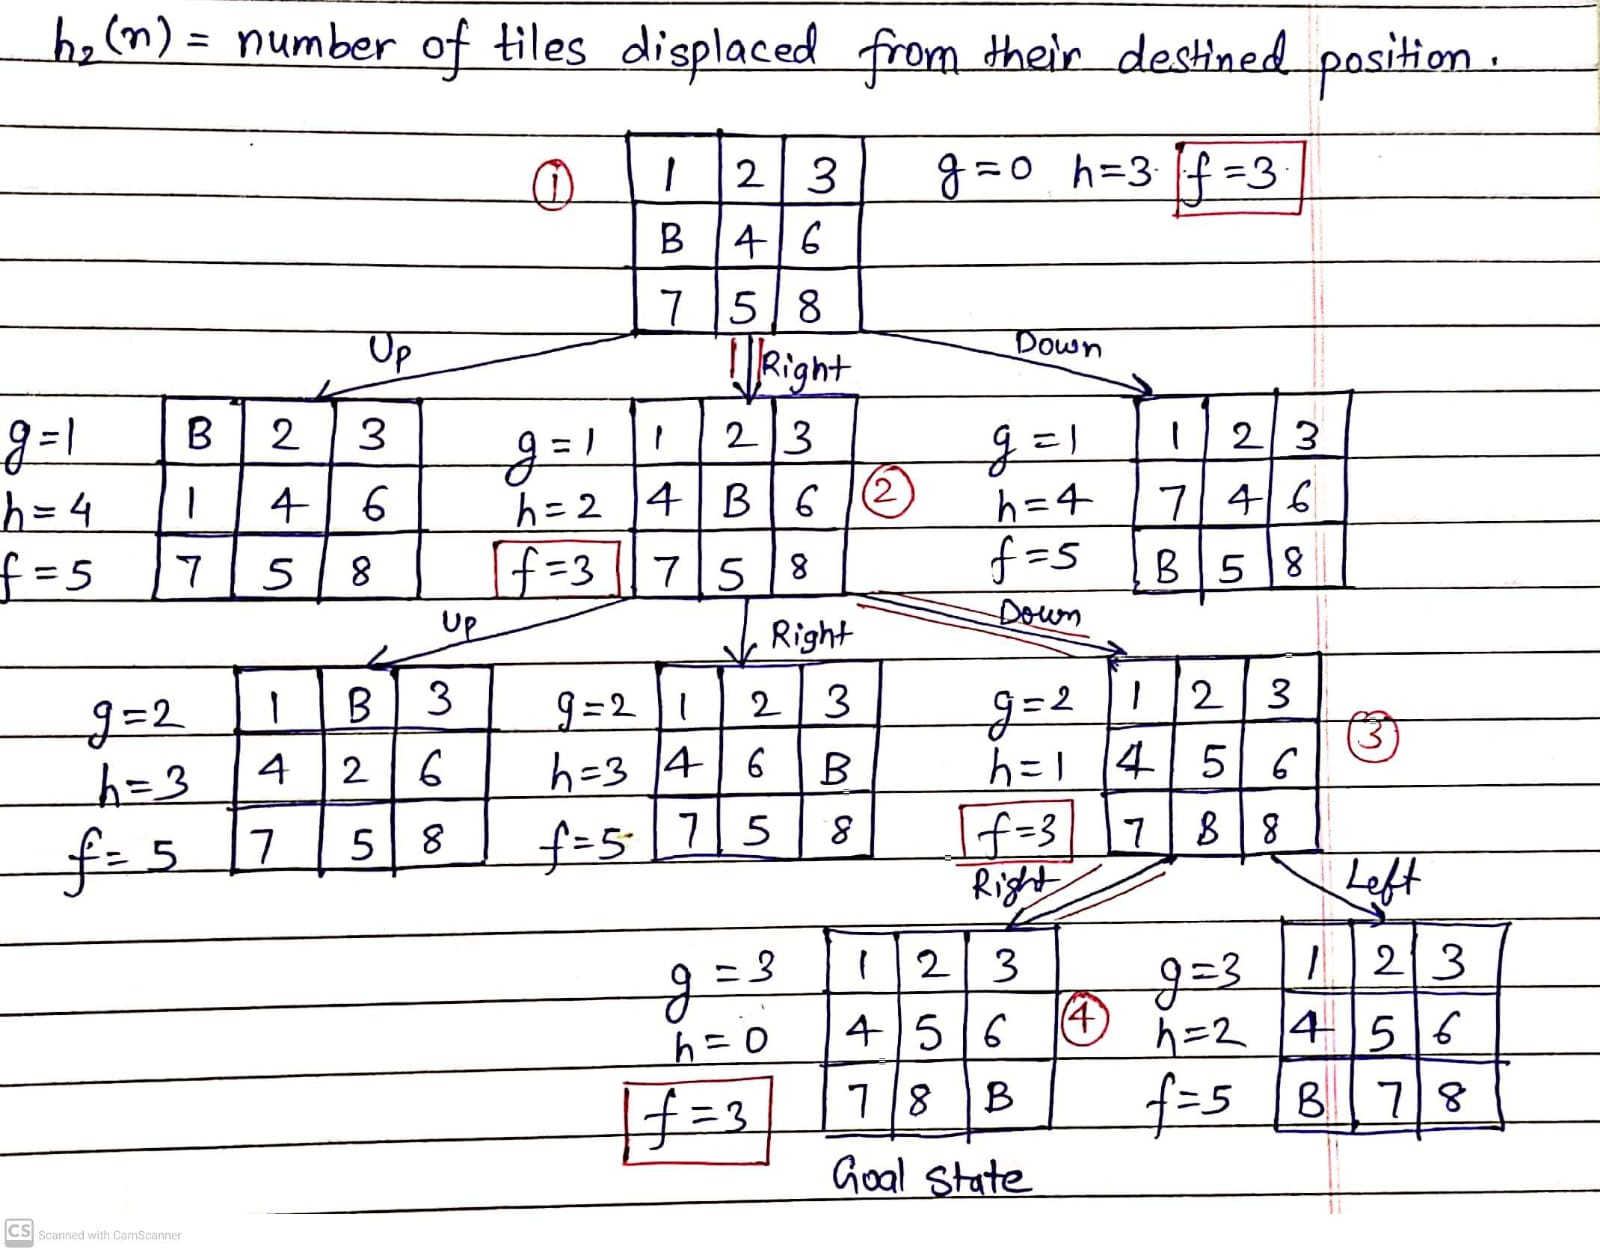 h₂(n) = number of tiles displaced from their destined position.
① 1 2 3 g=0 h=3 f=3
B 4 6
7 5 8
Up Right Down
g=1 B 2 3 g=1 1 2 3 g=1 1 2 3
h=4 1 4 6 h=2 4 B 6 ② h=4 7 4 6
f=5 7 5 8 f=3 7 5 8 f=5 B 5 8
Up Right Down
g=2 1 B 3 g=2 1 2 3 g=2 1 2 3
h=3 4 2 6 h=3 4 6 B h=1 4 5 6 ③
f=5 7 5 8 f=5 7 5 8 f=3 7 B 8
Right Left
g=3 1 2 3 g=3 1 2 3
h=0 4 5 6 ④ h=2 4 5 6
f=3 7 8 B f=5 B 7 8
Goal State
CS Scanned with CamScanner